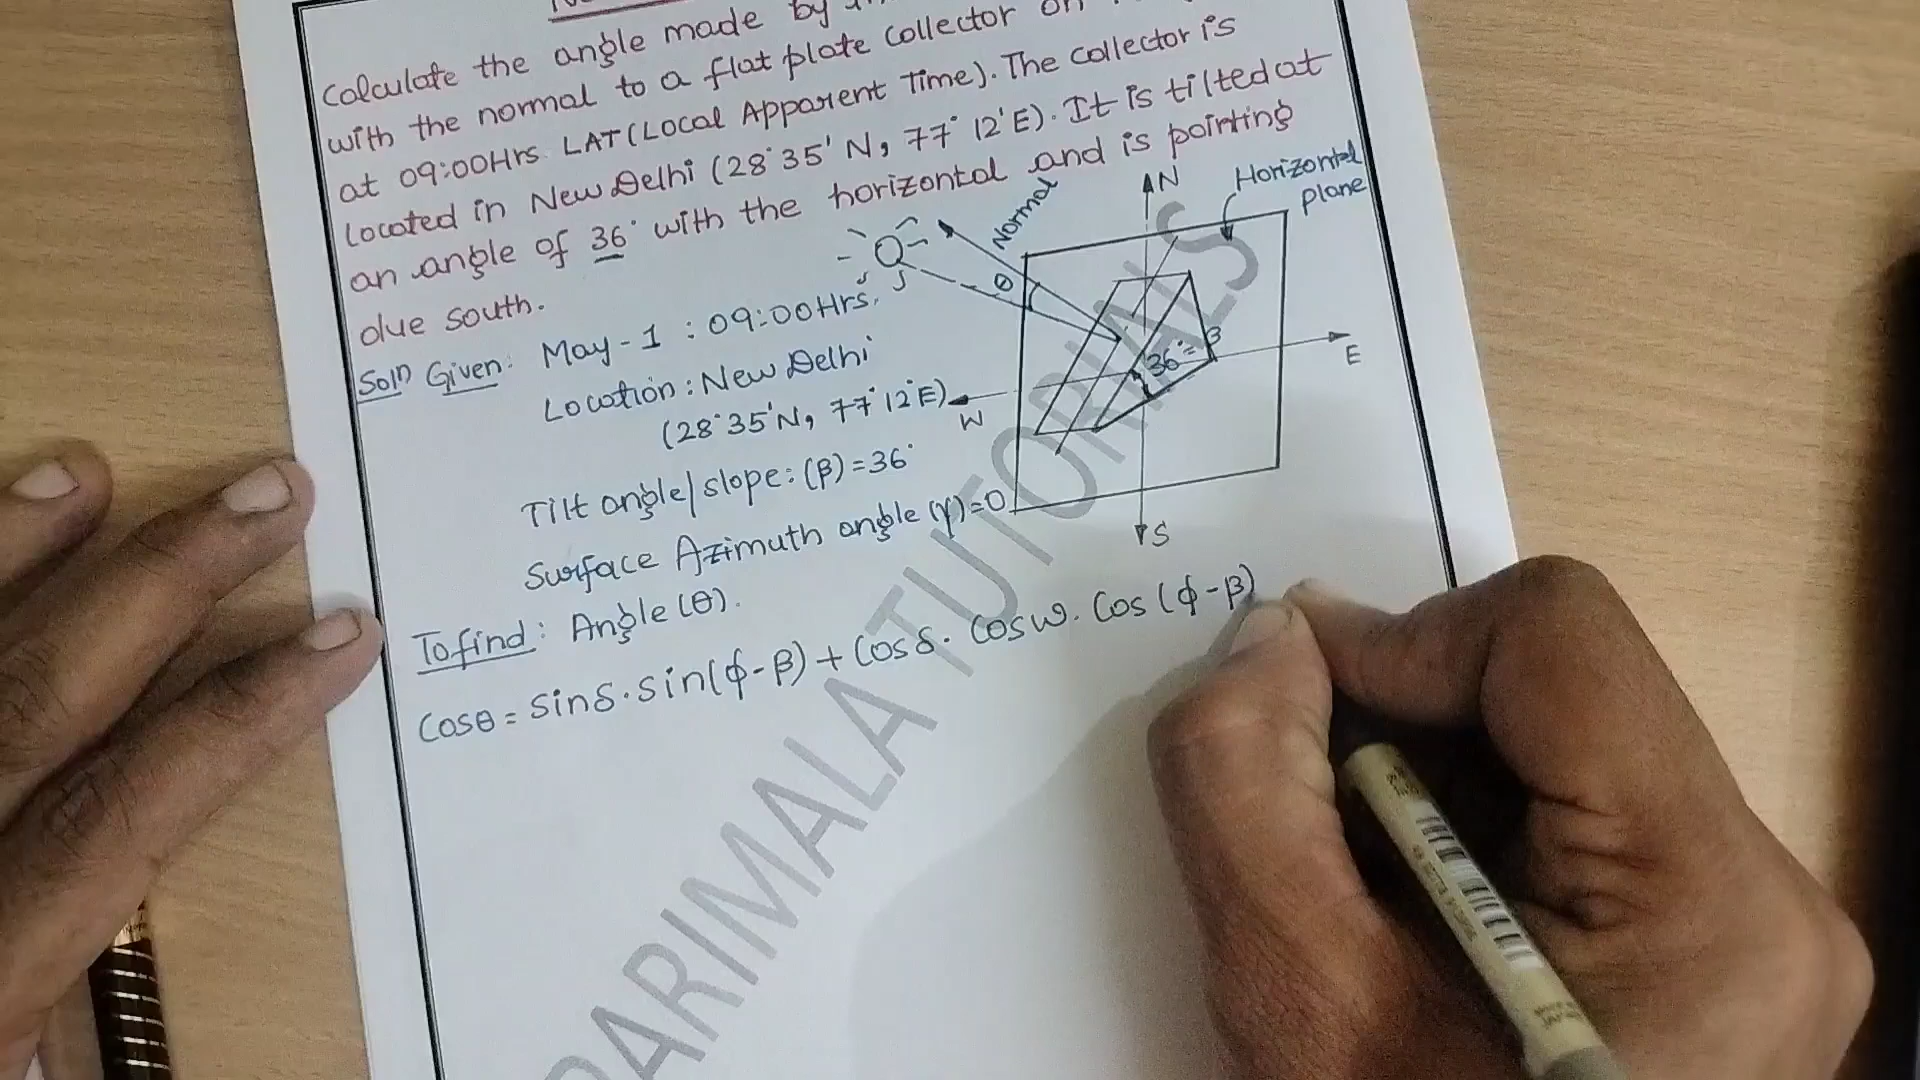 Calculate the angle made by
with the normal to a flat plate collector on
at 09:00Hrs LAT (Local Apparent Time). The collector is
located in New Delhi (28°35' N, 77° 12' E). It is tilted at
an angle of 36° with the horizontal and is pointing
due south.
Soln Given: May-1 : 09:00Hrs.
Location: New Delhi
(28°35'N, 77°12'E)
Tilt angle/slope: (β) = 36°
Surface Azimuth angle (γ)=0
To find: Angle (θ).
Cosθ = sinδ.sin(ϕ-β) + Cosδ. Cosω. Cos(ϕ-β)
N
Horizontal
plane
Normal
θ
36°=β
E
W
S
PARIMALA TUTORIALS